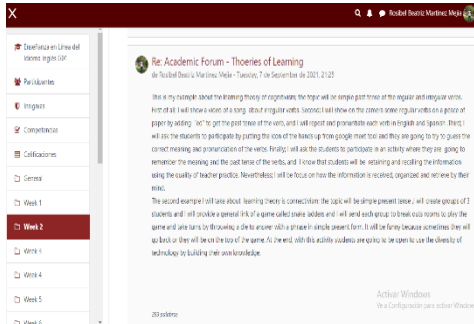 X
Rosibel Beatriz Martinez Mejia
Enseñanza en Línea del
Idioma Inglés GIX
Participantes
Insignias
Competencias
Calificaciones
General
Week 1
Week 2
Week 3
Week 4
Week 5
Week 6
Re: Academic Forum - Thoeries of Learning
de Rosibel Beatriz Martinez Mejia - Tuesday, 7 de September de 2021, 21:25
This is my example about the learning theory of cognitivism; the topic will be simple past tense of the regular and irregular verbs.
First of all. I will show a video of a song about irregular verbs. Second; I will show on the camera some regular verbs on a peace of
paper by adding "ed" to get the past tense of the verb, and I will repeat and pronunciate each verb in English and Spanish. Third; I
will ask the students to participate by putting the icon of the hands up from google meet tool and they are going to try to guess the
correct meaning and pronunciation of the verbs. Finally; I will ask the students to participate in an activity where they are going to
remember the meaning and the past tense of the verbs, and I know that students will be retaining and recalling the information
using the quality of teacher practice. Nevertheless; I will be focus on how the information is received, organized and retrieve by their
mind.
The second example I will take about learning theory is connectivism; the topic will be simple present tense. I will create groups of 3
students and I will provide a general link of a game called snake ladders and I will send each group to break outs rooms to play the
game and take turns by throwing a die to answer with a phrase in simple present form. It will be funny because sometimes they will
go back or they will be on the top of the game. At the end, with this activity students are going to be open to use the diversity of
technology by building their own knowledge.
Activar Windows
Ve a Configuración para activar Windows
palabras